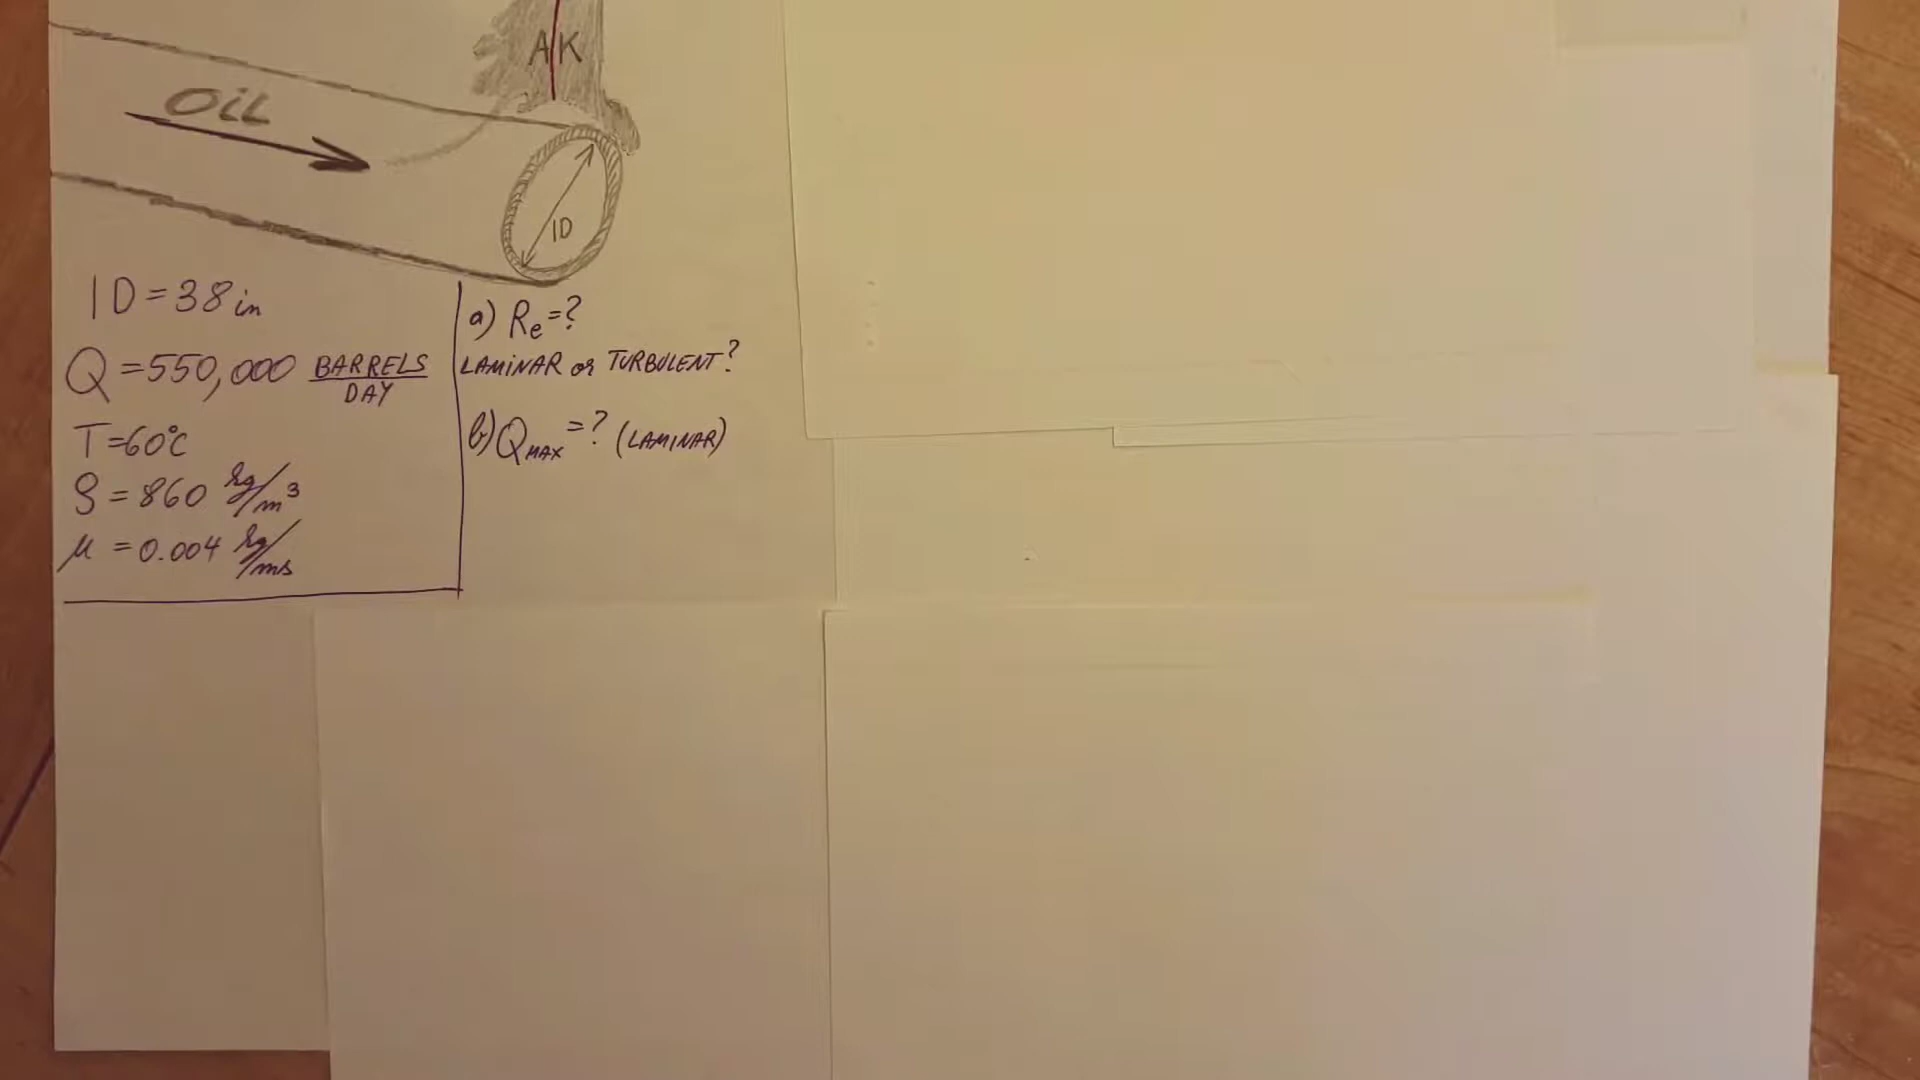 AK
OIL
ID
ID = 38 in
Q = 550,000 BARRELS/DAY
T = 60°C
ρ = 860 kg/m³
μ = 0.004 kg/ms
a) Re = ?
LAMINAR or TURBULENT?
b) QMAX = ? (LAMINAR)